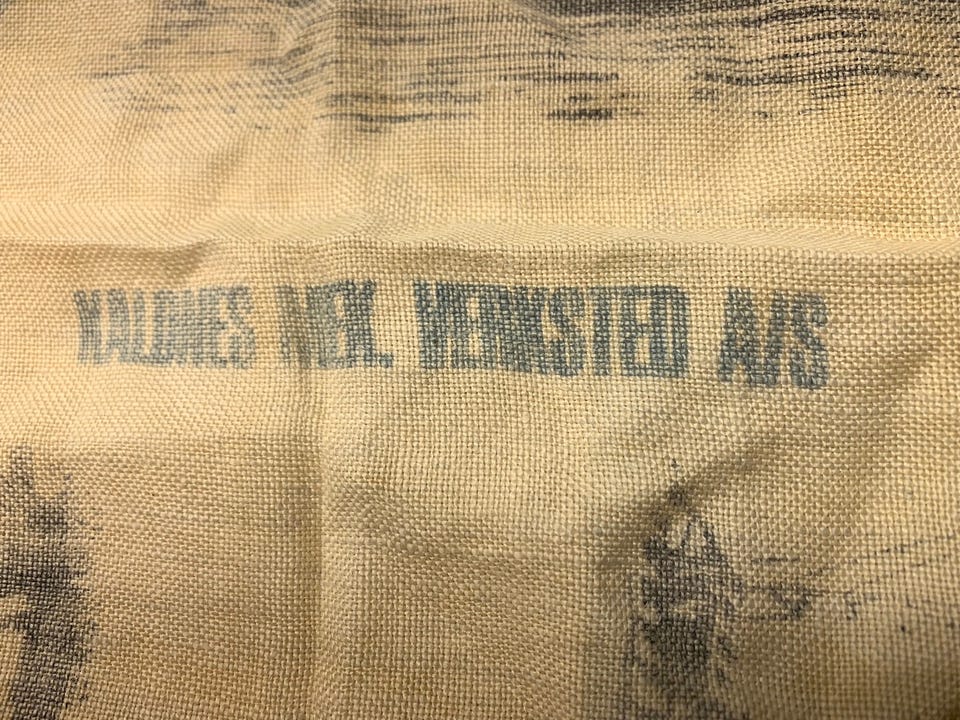 KALDNES MEK. VERKSTED A/S